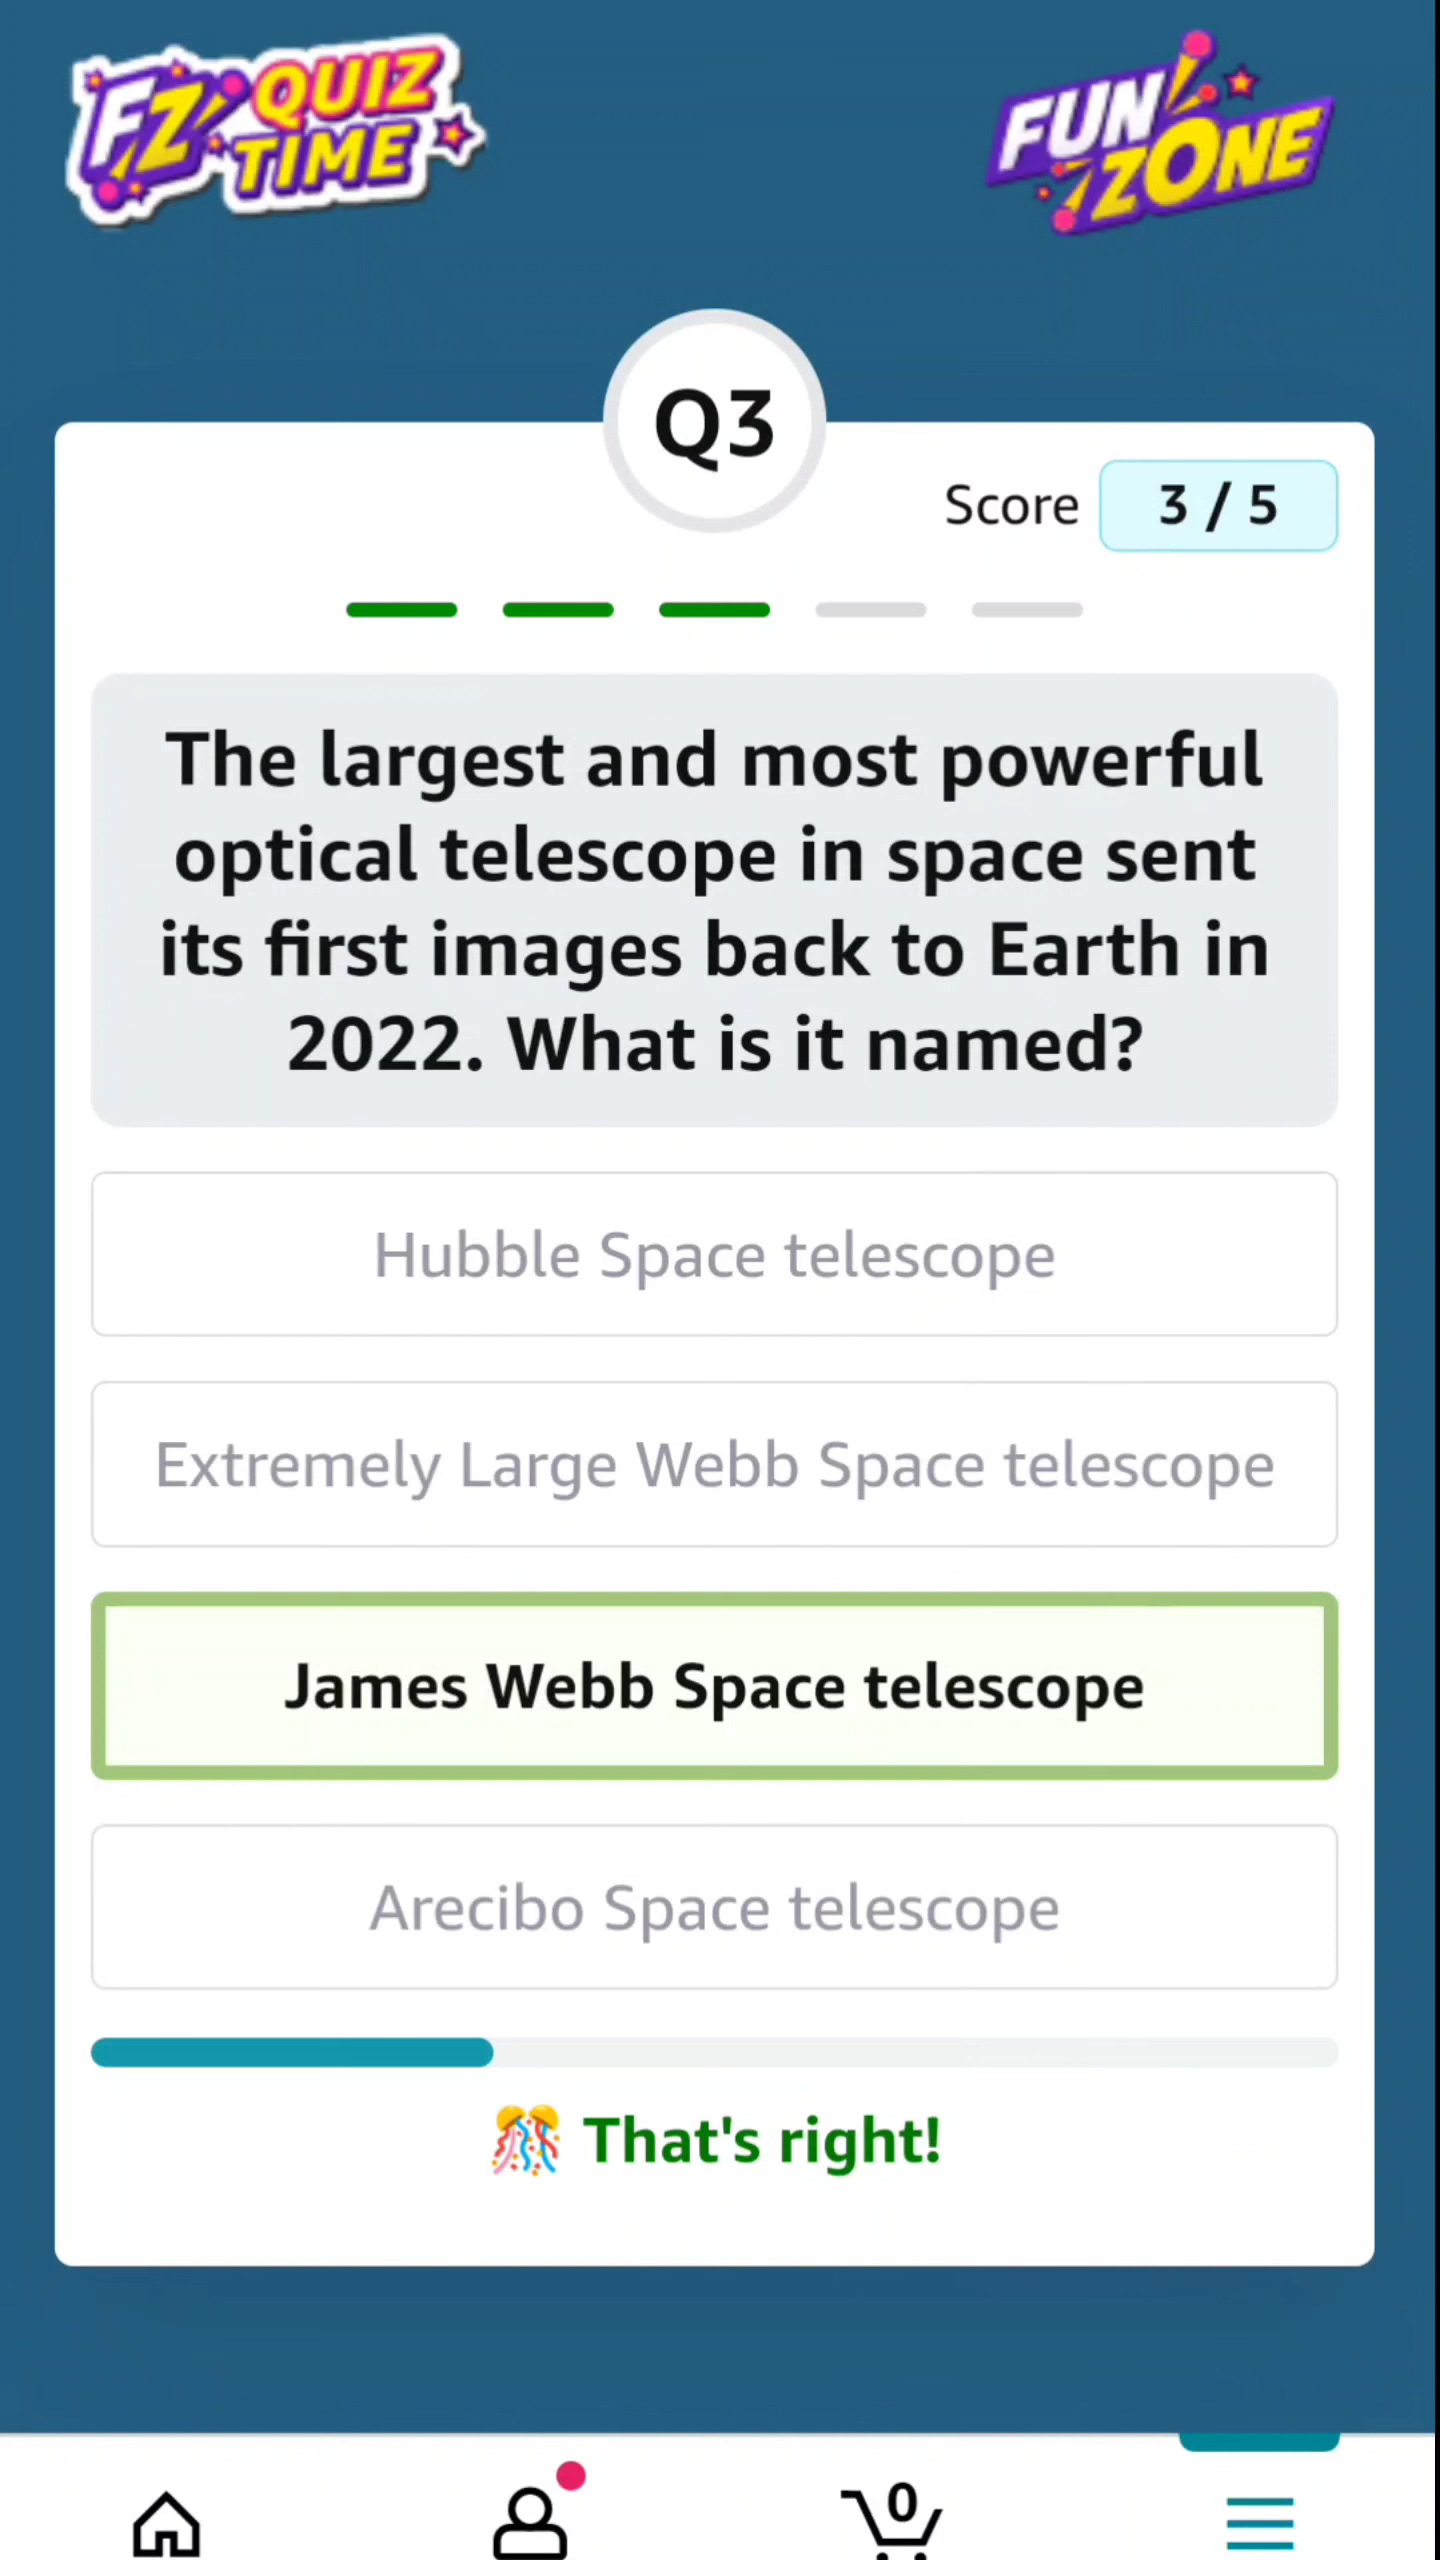 FZ QUIZ TIME
FUN ZONE
Q3
Score 3 / 5
The largest and most powerful
optical telescope in space sent
its first images back to Earth in
2022. What is it named?
Hubble Space telescope
Extremely Large Webb Space telescope
James Webb Space telescope
Arecibo Space telescope
🎊 That's right!
0